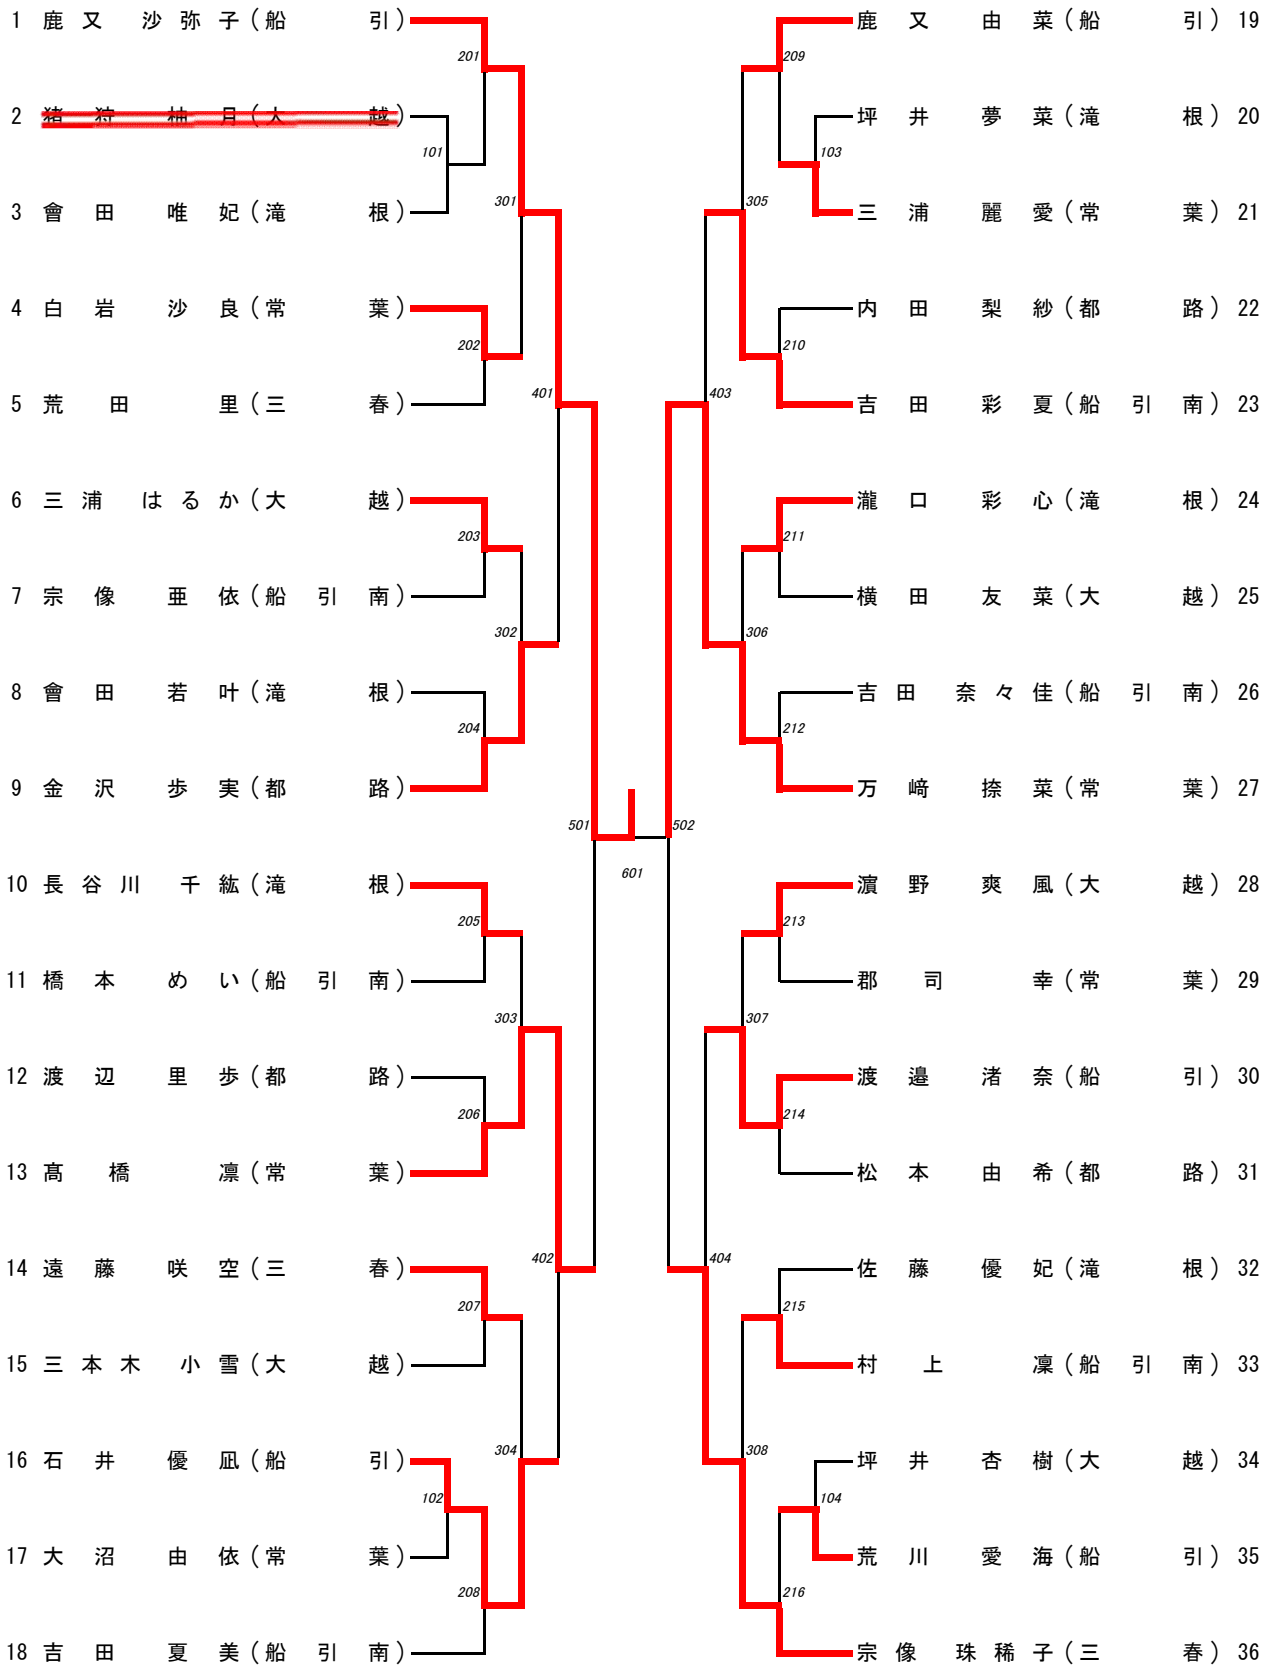 1 鹿又 沙弥子(船引)
鹿又 由菜(船引) 19
201
209
2 猪狩 柚月(大越)
坪井 夢菜(滝根) 20
101
103
3 會田 唯妃(滝根)
301
305
三浦 麗愛(常葉) 21
4 白岩 沙良(常葉)
内田 梨紗(都路) 22
202
210
5 荒田 里(三春)
401
403
吉田 彩夏(船引南) 23
6 三浦 はるか(大越)
瀧口 彩心(滝根) 24
203
211
7 宗像 亜依(船引南)
横田 友菜(大越) 25
302
306
8 會田 若叶(滝根)
吉田 奈々佳(船引南) 26
204
212
9 金沢 歩実(都路)
万﨑 捺菜(常葉) 27
501
502
601
10 長谷川 千紘(滝根)
濵野 爽風(大越) 28
205
213
11 橋本 めい(船引南)
郡司 幸(常葉) 29
303
307
12 渡辺 里歩(都路)
渡邉 渚奈(船引) 30
206
214
13 髙橋 凛(常葉)
松本 由希(都路) 31
14 遠藤 咲空(三春)
402
404
佐藤 優妃(滝根) 32
207
215
15 三本木 小雪(大越)
村上 凜(船引南) 33
16 石井 優凪(船引)
304
308
坪井 杏樹(大越) 34
102
104
17 大沼 由依(常葉)
荒川 愛海(船引) 35
208
216
18 吉田 夏美(船引南)
宗像 珠稀子(三春) 36